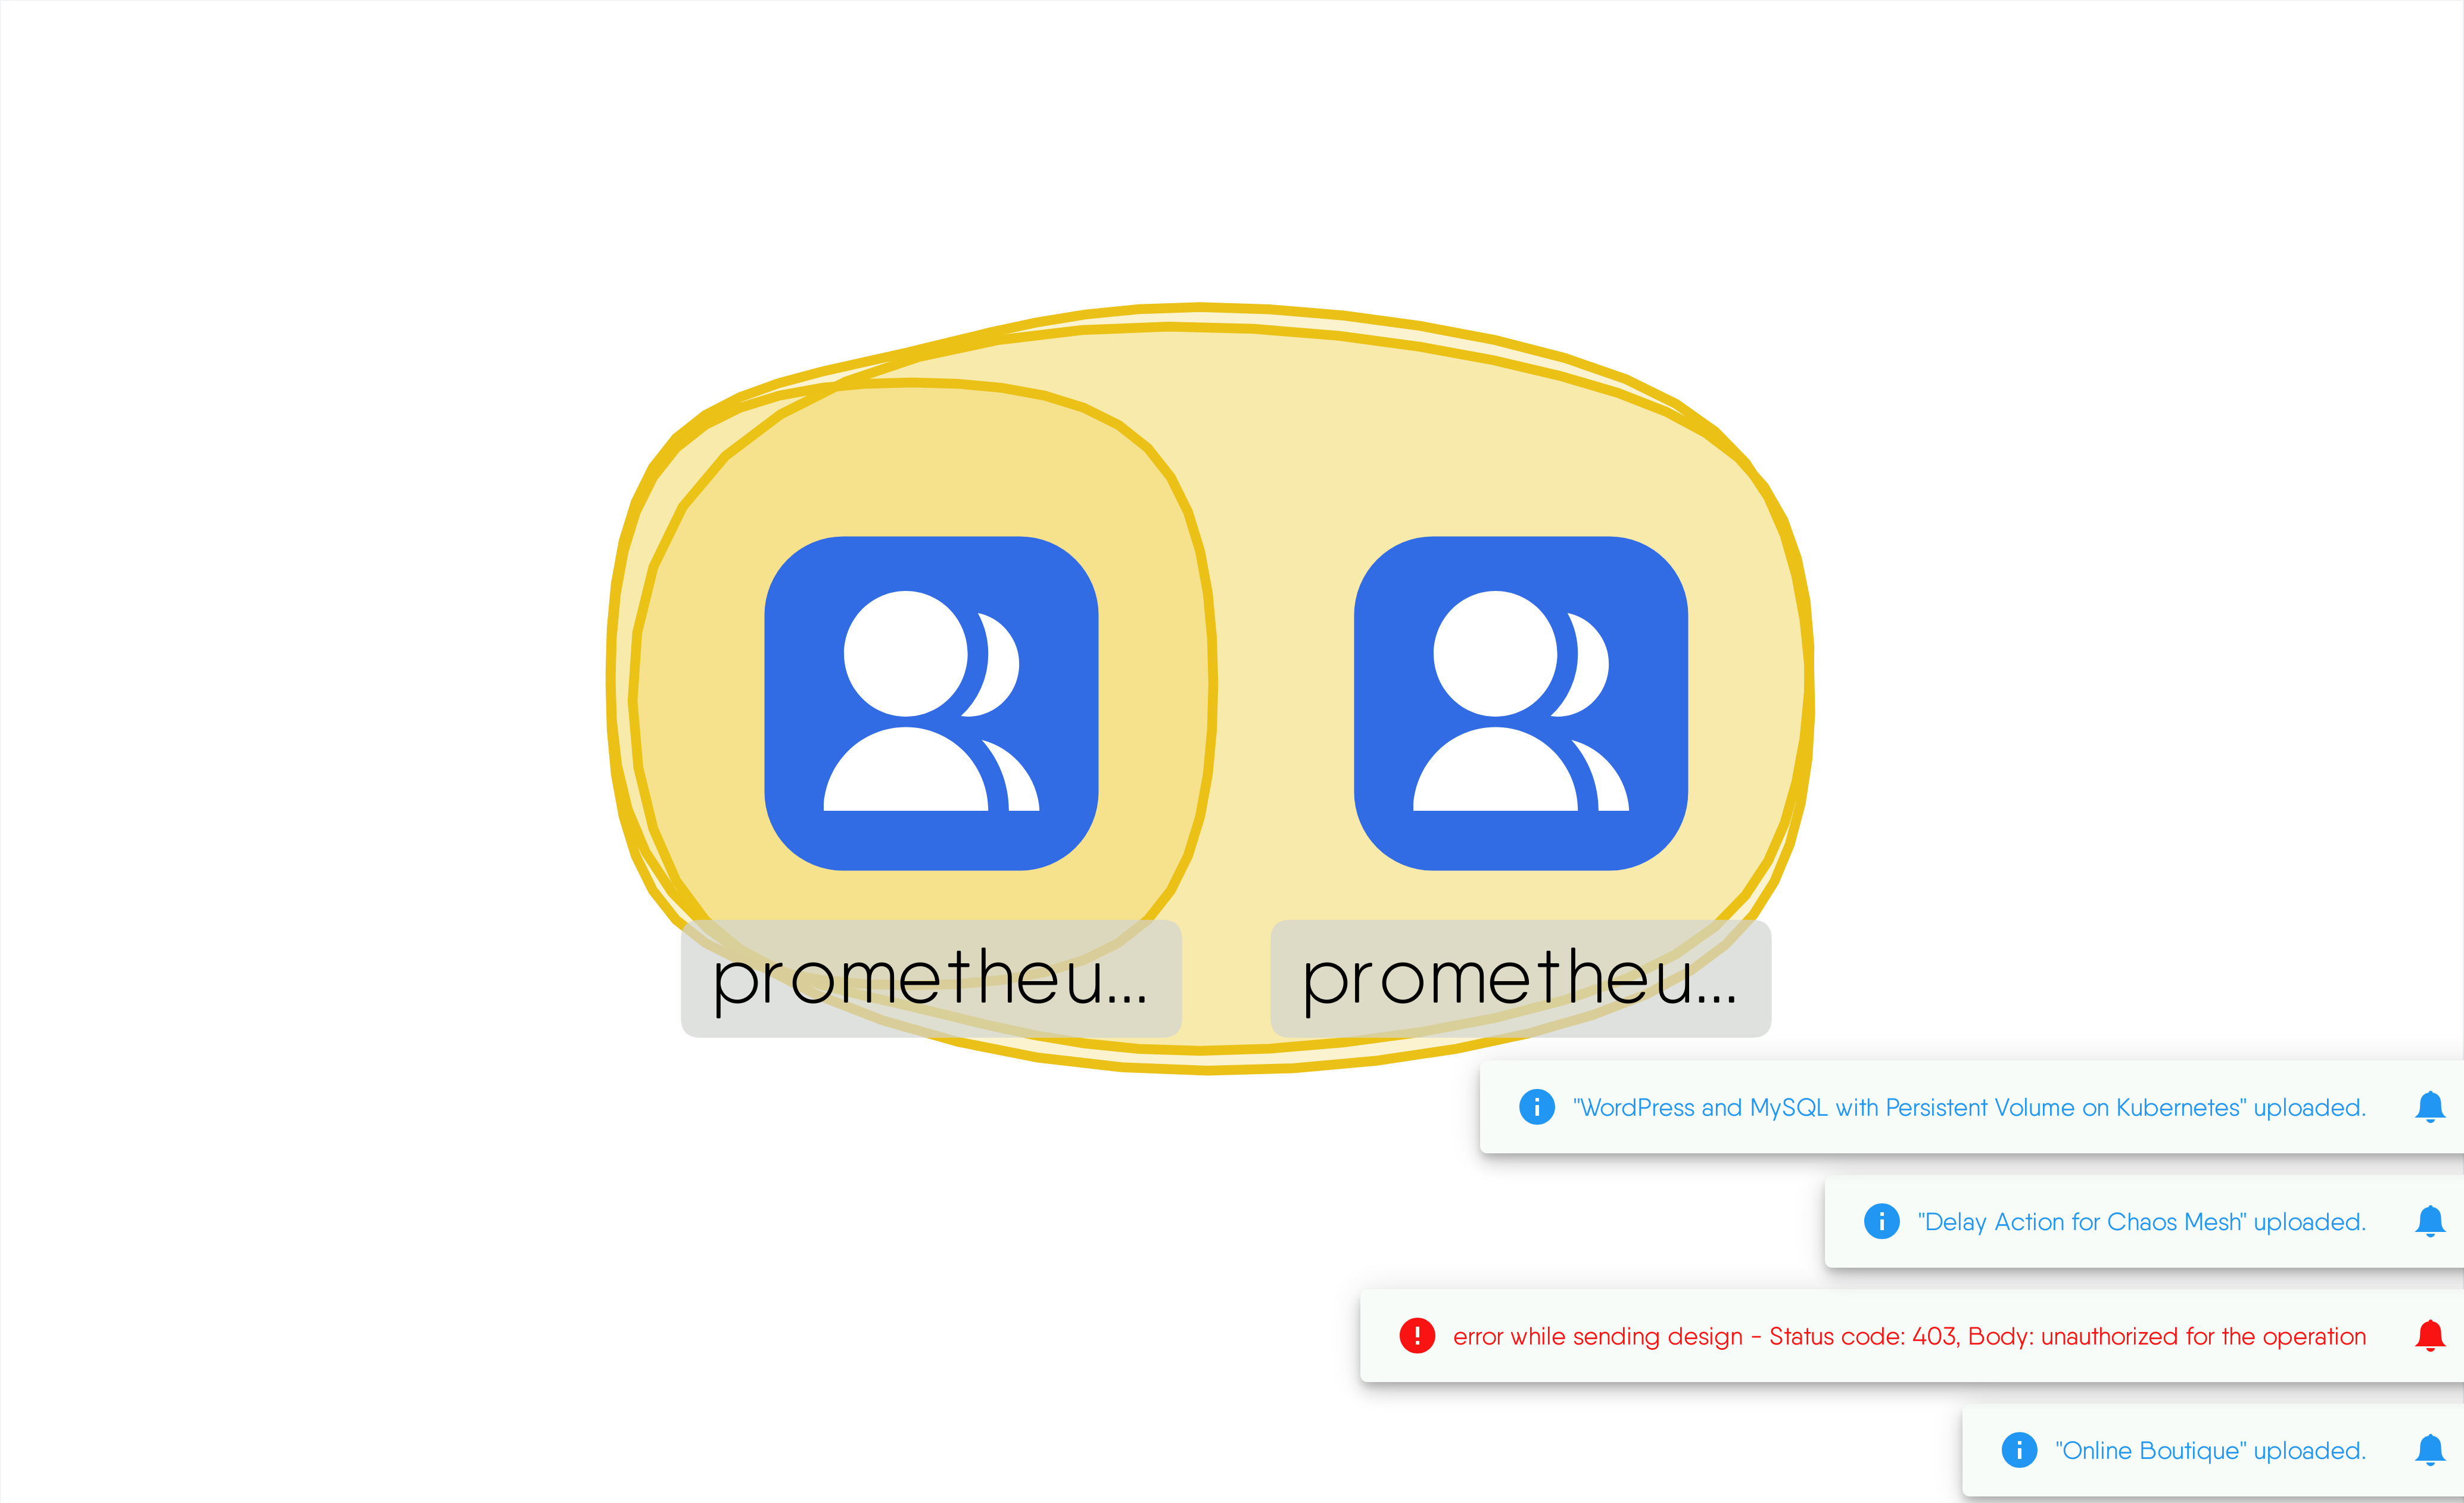 prometheu...
prometheu...
"WordPress and MySQL with Persistent Volume on Kubernetes" uploaded.
"Delay Action for Chaos Mesh" uploaded.
error while sending design - Status code: 403, Body: unauthorized for the operation
"Online Boutique" uploaded.